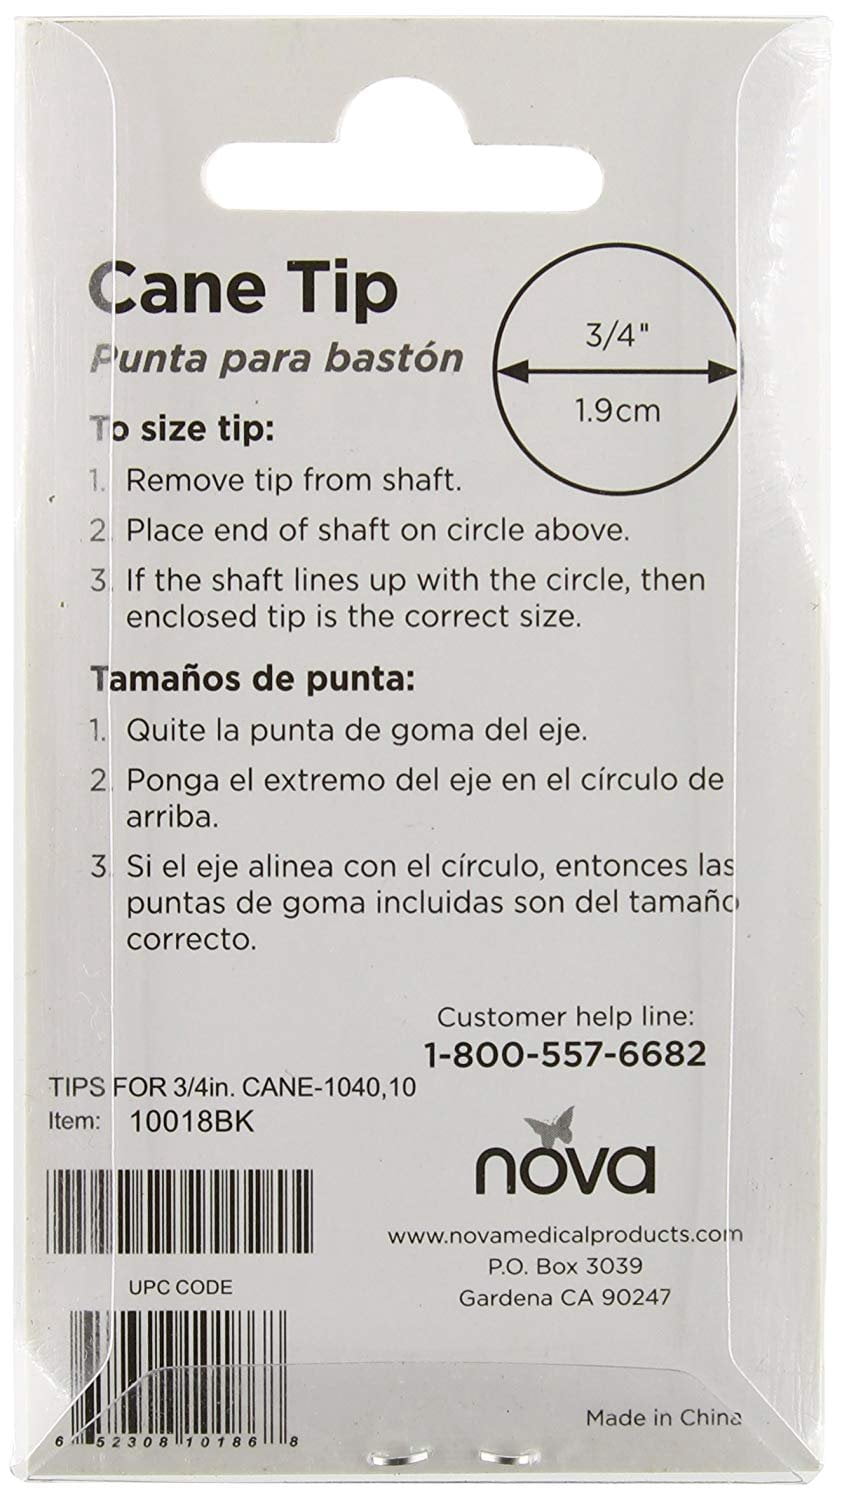 Cane Tip
Punta para bastón
3/4"
1.9cm
To size tip:
1. Remove tip from shaft.
2. Place end of shaft on circle above.
3. If the shaft lines up with the circle, then
enclosed tip is the correct size.
Tamaños de punta:
1. Quite la punta de goma del eje.
2. Ponga el extremo del eje en el círculo de
arriba.
3. Si el eje alinea con el círculo, entonces las
puntas de goma incluidas son del tamaño
correcto.
Customer help line:
1-800-557-6682
TIPS FOR 3/4in. CANE-1040,10
Item: 10018BK
nova
www.novamedicalproducts.com
P.O. Box 3039
Gardena CA 90247
UPC CODE
6 52308 10186 8
Made in China